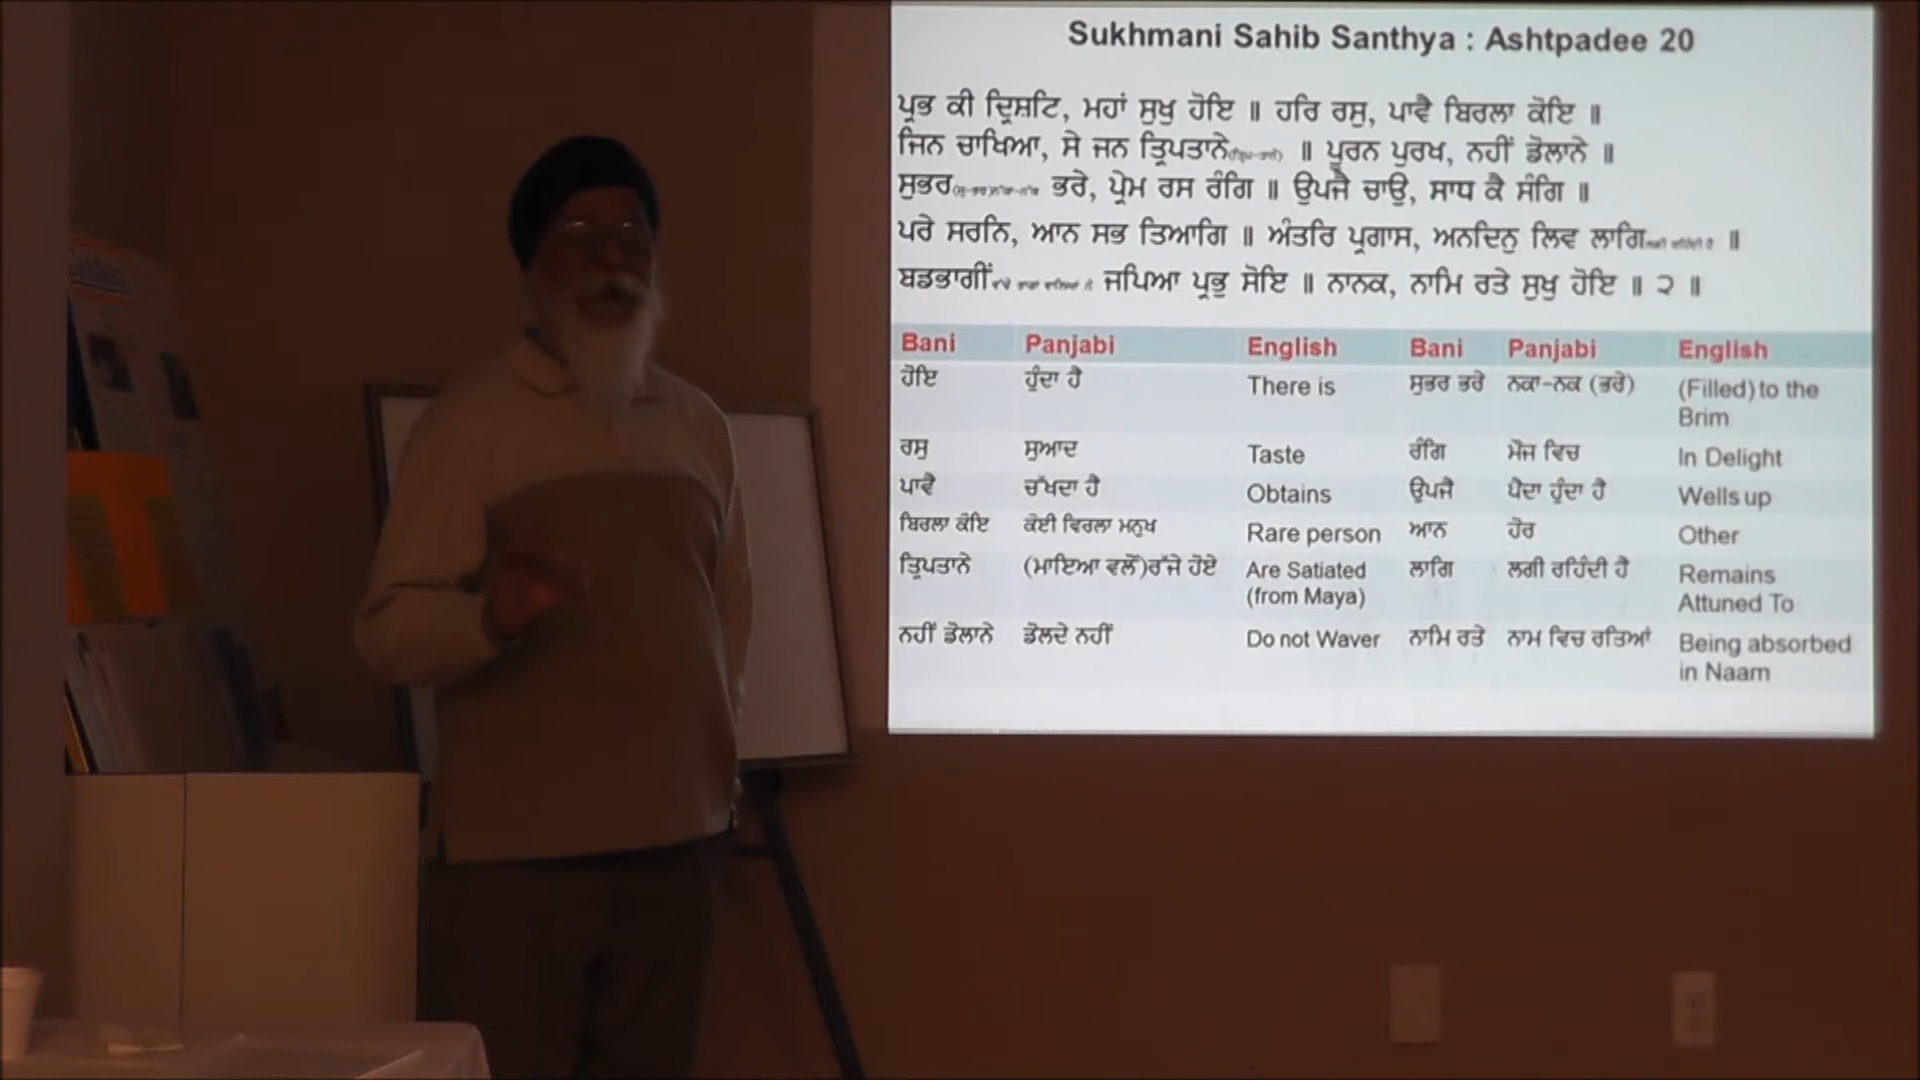 Sukhmani Sahib Santhya : Ashtpadee 20
ਪ੍ਰਭ ਕੀ ਦ੍ਰਿਸ਼ਟਿ, ਮਹਾਂ ਸੁਖੁ ਹੋਇ ॥ ਹਰਿ ਰਸੁ, ਪਾਵੈ ਬਿਰਲਾ ਕੋਇ ॥
ਜਿਨ ਚਾਖਿਆ, ਸੇ ਜਨ ਤ੍ਰਿਪਤਾਨੇ ॥ ਪੂਰਨ ਪੁਰਖ, ਨਹੀਂ ਡੋਲਾਨੇ ॥
ਸੁਭਰ ਭਰੇ, ਪ੍ਰੇਮ ਰਸ ਰੰਗਿ ॥ ਉਪਜੈ ਚਾਉ, ਸਾਧ ਕੈ ਸੰਗਿ ॥
ਪਰੇ ਸਰਨਿ, ਆਨ ਸਭ ਤਿਆਗਿ ॥ ਅੰਤਰਿ ਪ੍ਰਗਾਸ, ਅਨਦਿਨੁ ਲਿਵ ਲਾਗਿ ॥
ਬਡਭਾਗੀਂ ਜਪਿਆ ਪ੍ਰਭੁ ਸੋਇ ॥ ਨਾਨਕ, ਨਾਮਿ ਰਤੇ ਸੁਖੁ ਹੋਇ ॥ ੨ ॥
Bani Panjabi English Bani Panjabi English
ਹੋਇ ਹੁੰਦਾ ਹੈ There is ਸੁਭਰ ਭਰੇ ਨਕਾ-ਨਕ (ਭਰੇ) (Filled) to the
Brim
ਰਸੁ ਸੁਆਦ Taste ਰੰਗਿ ਮੌਜ ਵਿਚ In Delight
ਪਾਵੈ ਚੱਖਦਾ ਹੈ Obtains ਉਪਜੈ ਪੈਦਾ ਹੁੰਦਾ ਹੈ Wells up
ਬਿਰਲਾ ਕੋਇ ਕੋਈ ਵਿਰਲਾ ਮਨੁਖ Rare person ਆਨ ਹੋਰ Other
ਤ੍ਰਿਪਤਾਨੇ (ਮਾਇਆ ਵਲੋਂ)ਰੱਜੇ ਹੋਏ Are Satiated ਲਾਗਿ ਲਗੀ ਰਹਿੰਦੀ ਹੈ Remains
(from Maya) Attuned To
ਨਹੀਂ ਡੋਲਾਨੇ ਡੋਲਦੇ ਨਹੀਂ Do not Waver ਨਾਮਿ ਰਤੇ ਨਾਮ ਵਿਚ ਰਤਿਆਂ Being absorbed
in Naam